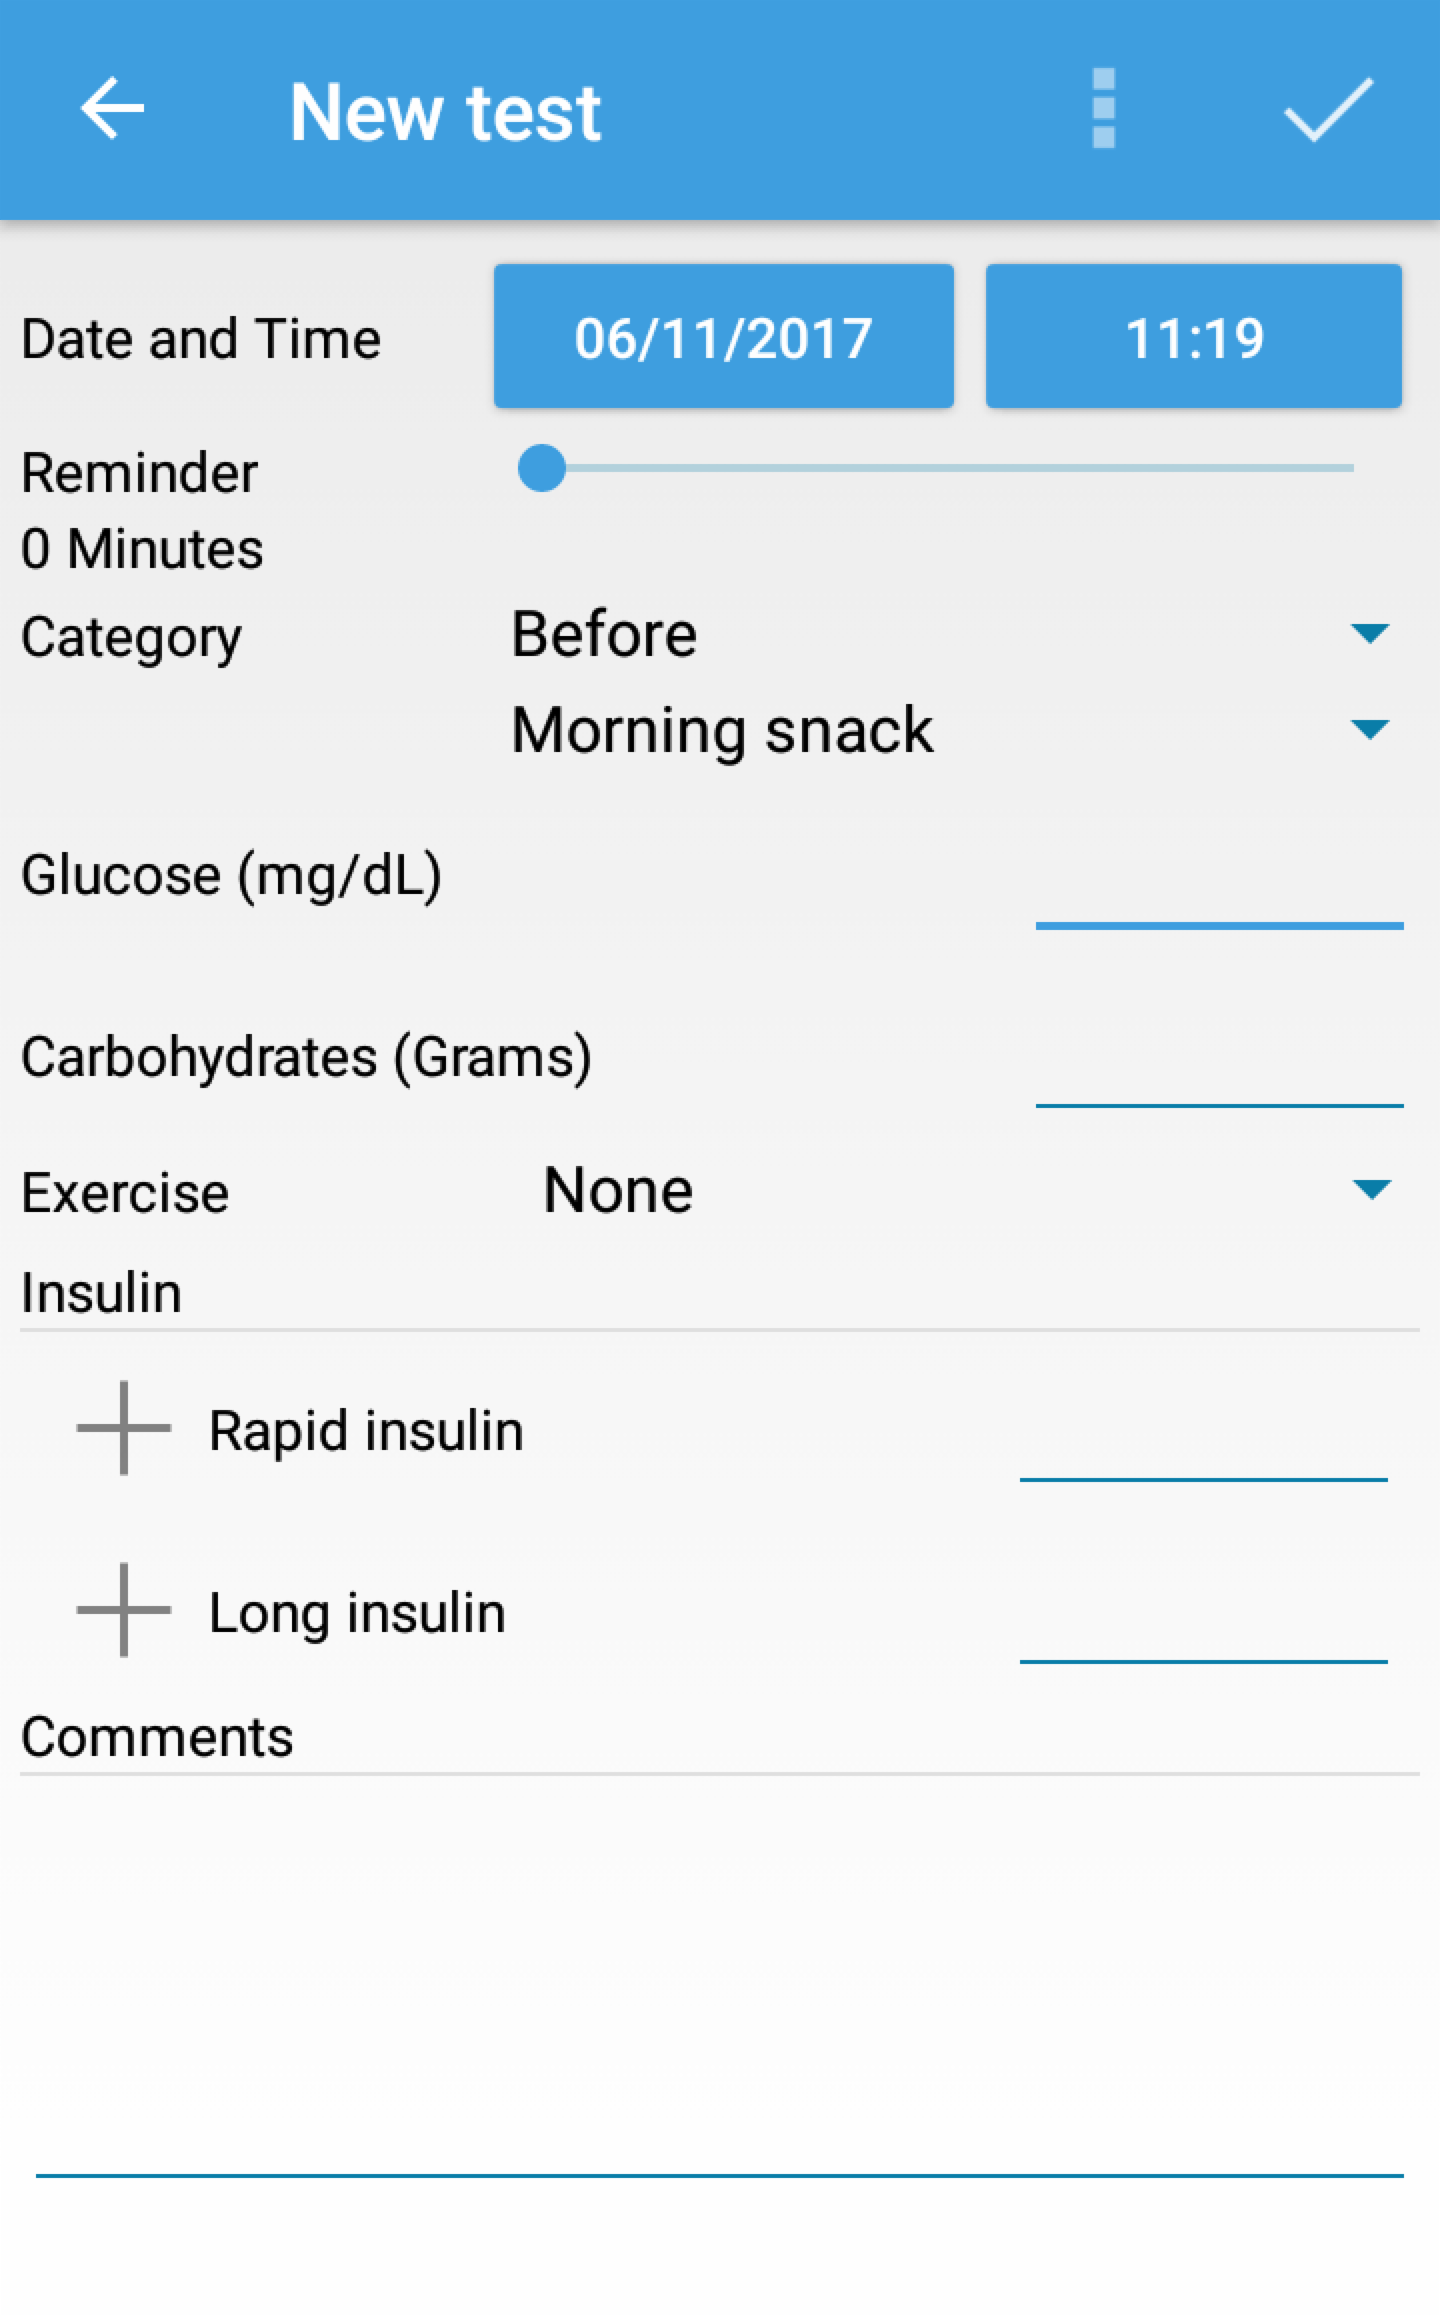 New test
Date and Time 06/11/2017 11:19
Reminder
0 Minutes
Category Before
Morning snack
Glucose (mg/dL)
Carbohydrates (Grams)
Exercise None
Insulin
Rapid insulin
Long insulin
Comments